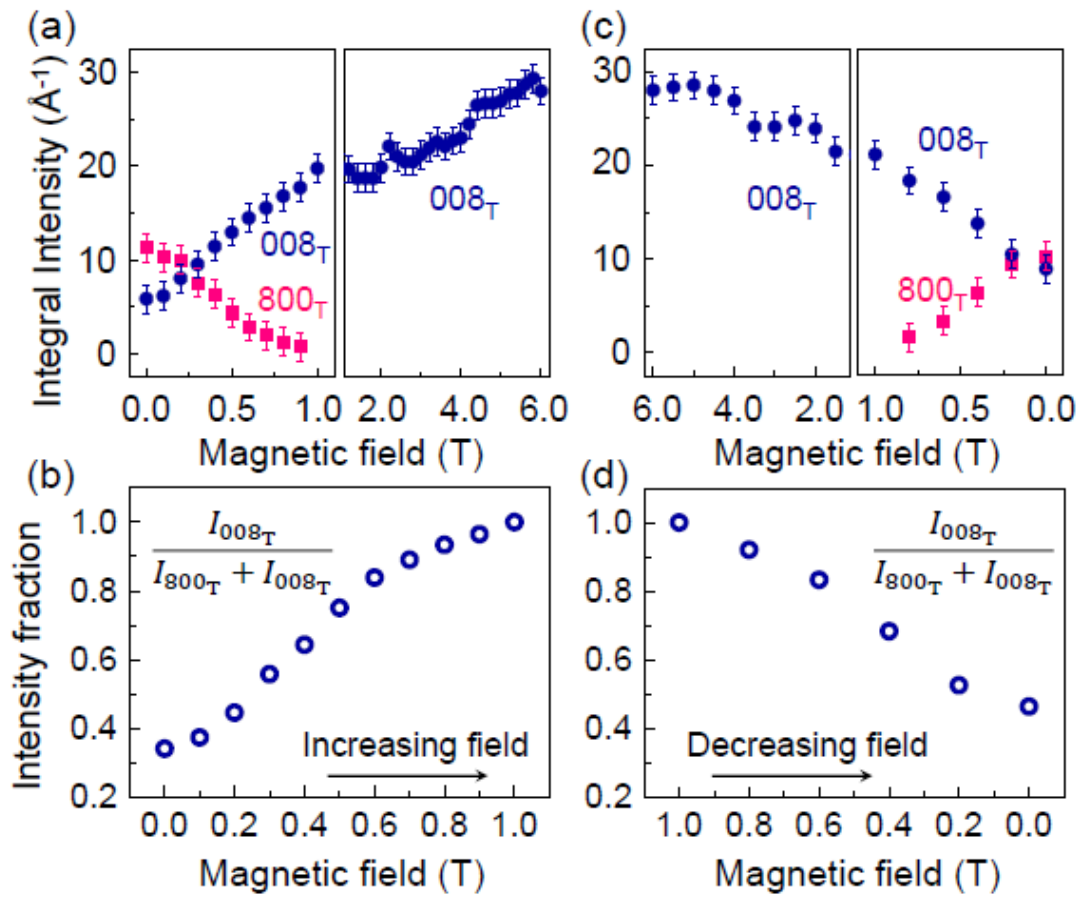 (a)
(c)
Integral Intensity (Å⁻¹)
30
20
10
0
008T
800T
008T
0.0 0.5 1.0 2.0 4.0 6.0
Magnetic field (T)
30
20
10
0
008T
008T
800T
6.0 4.0 2.0 1.0 0.5 0.0
Magnetic field (T)
(b)
Intensity fraction
1.0
0.8
0.6
0.4
0.2
I008T
I800T + I008T
Increasing field
0.0 0.2 0.4 0.6 0.8 1.0
Magnetic field (T)
(d)
1.0
0.8
0.6
0.4
0.2
I008T
I800T + I008T
Decreasing field
1.0 0.8 0.6 0.4 0.2 0.0
Magnetic field (T)